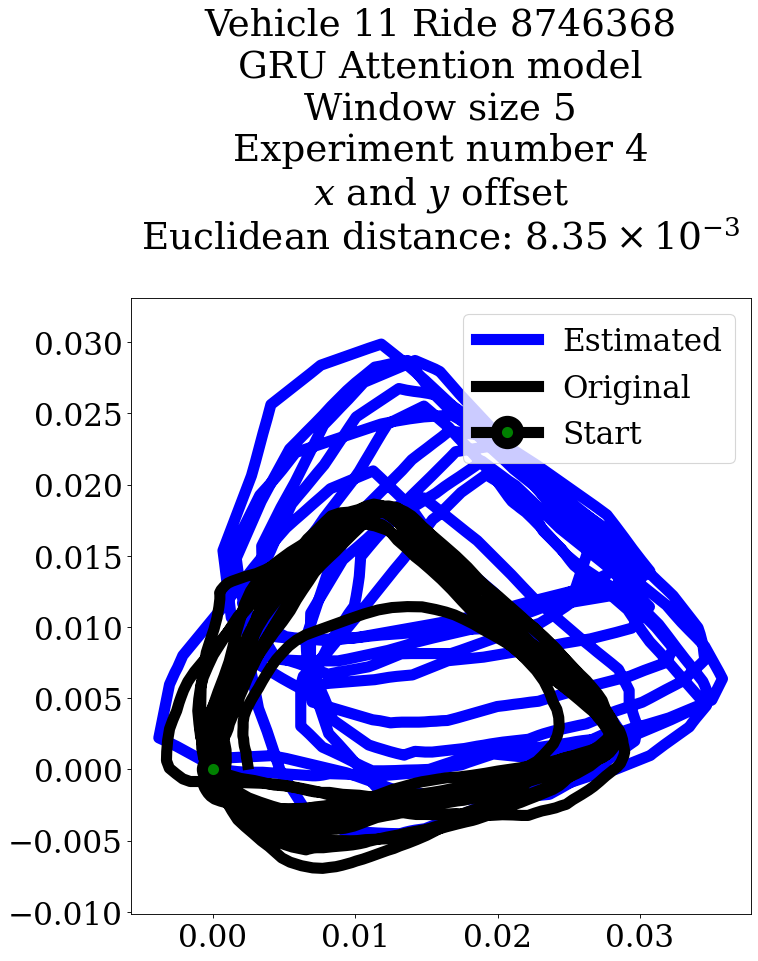 Vehicle 11 Ride 8746368
GRU Attention model
Window size 5
Experiment number 4
x and y offset
Euclidean distance: 8.35 × 10⁻³
Estimated
Original
Start
0.030
0.025
0.020
0.015
0.010
0.005
0.000
−0.005
−0.010
0.00 0.01 0.02 0.03